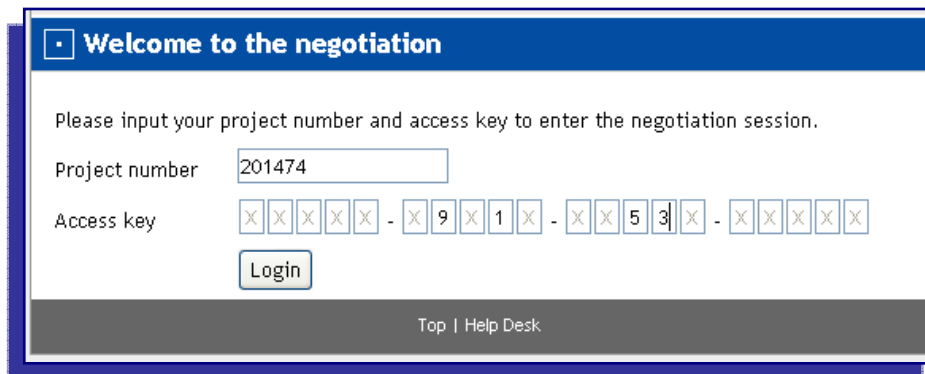 Welcome to the negotiation
Please input your project number and access key to enter the negotiation session.
Project number 201474
Access key X X X X X - X 9 X 1 X - X X 5 3 X - X X X X X
Login
Top | Help Desk